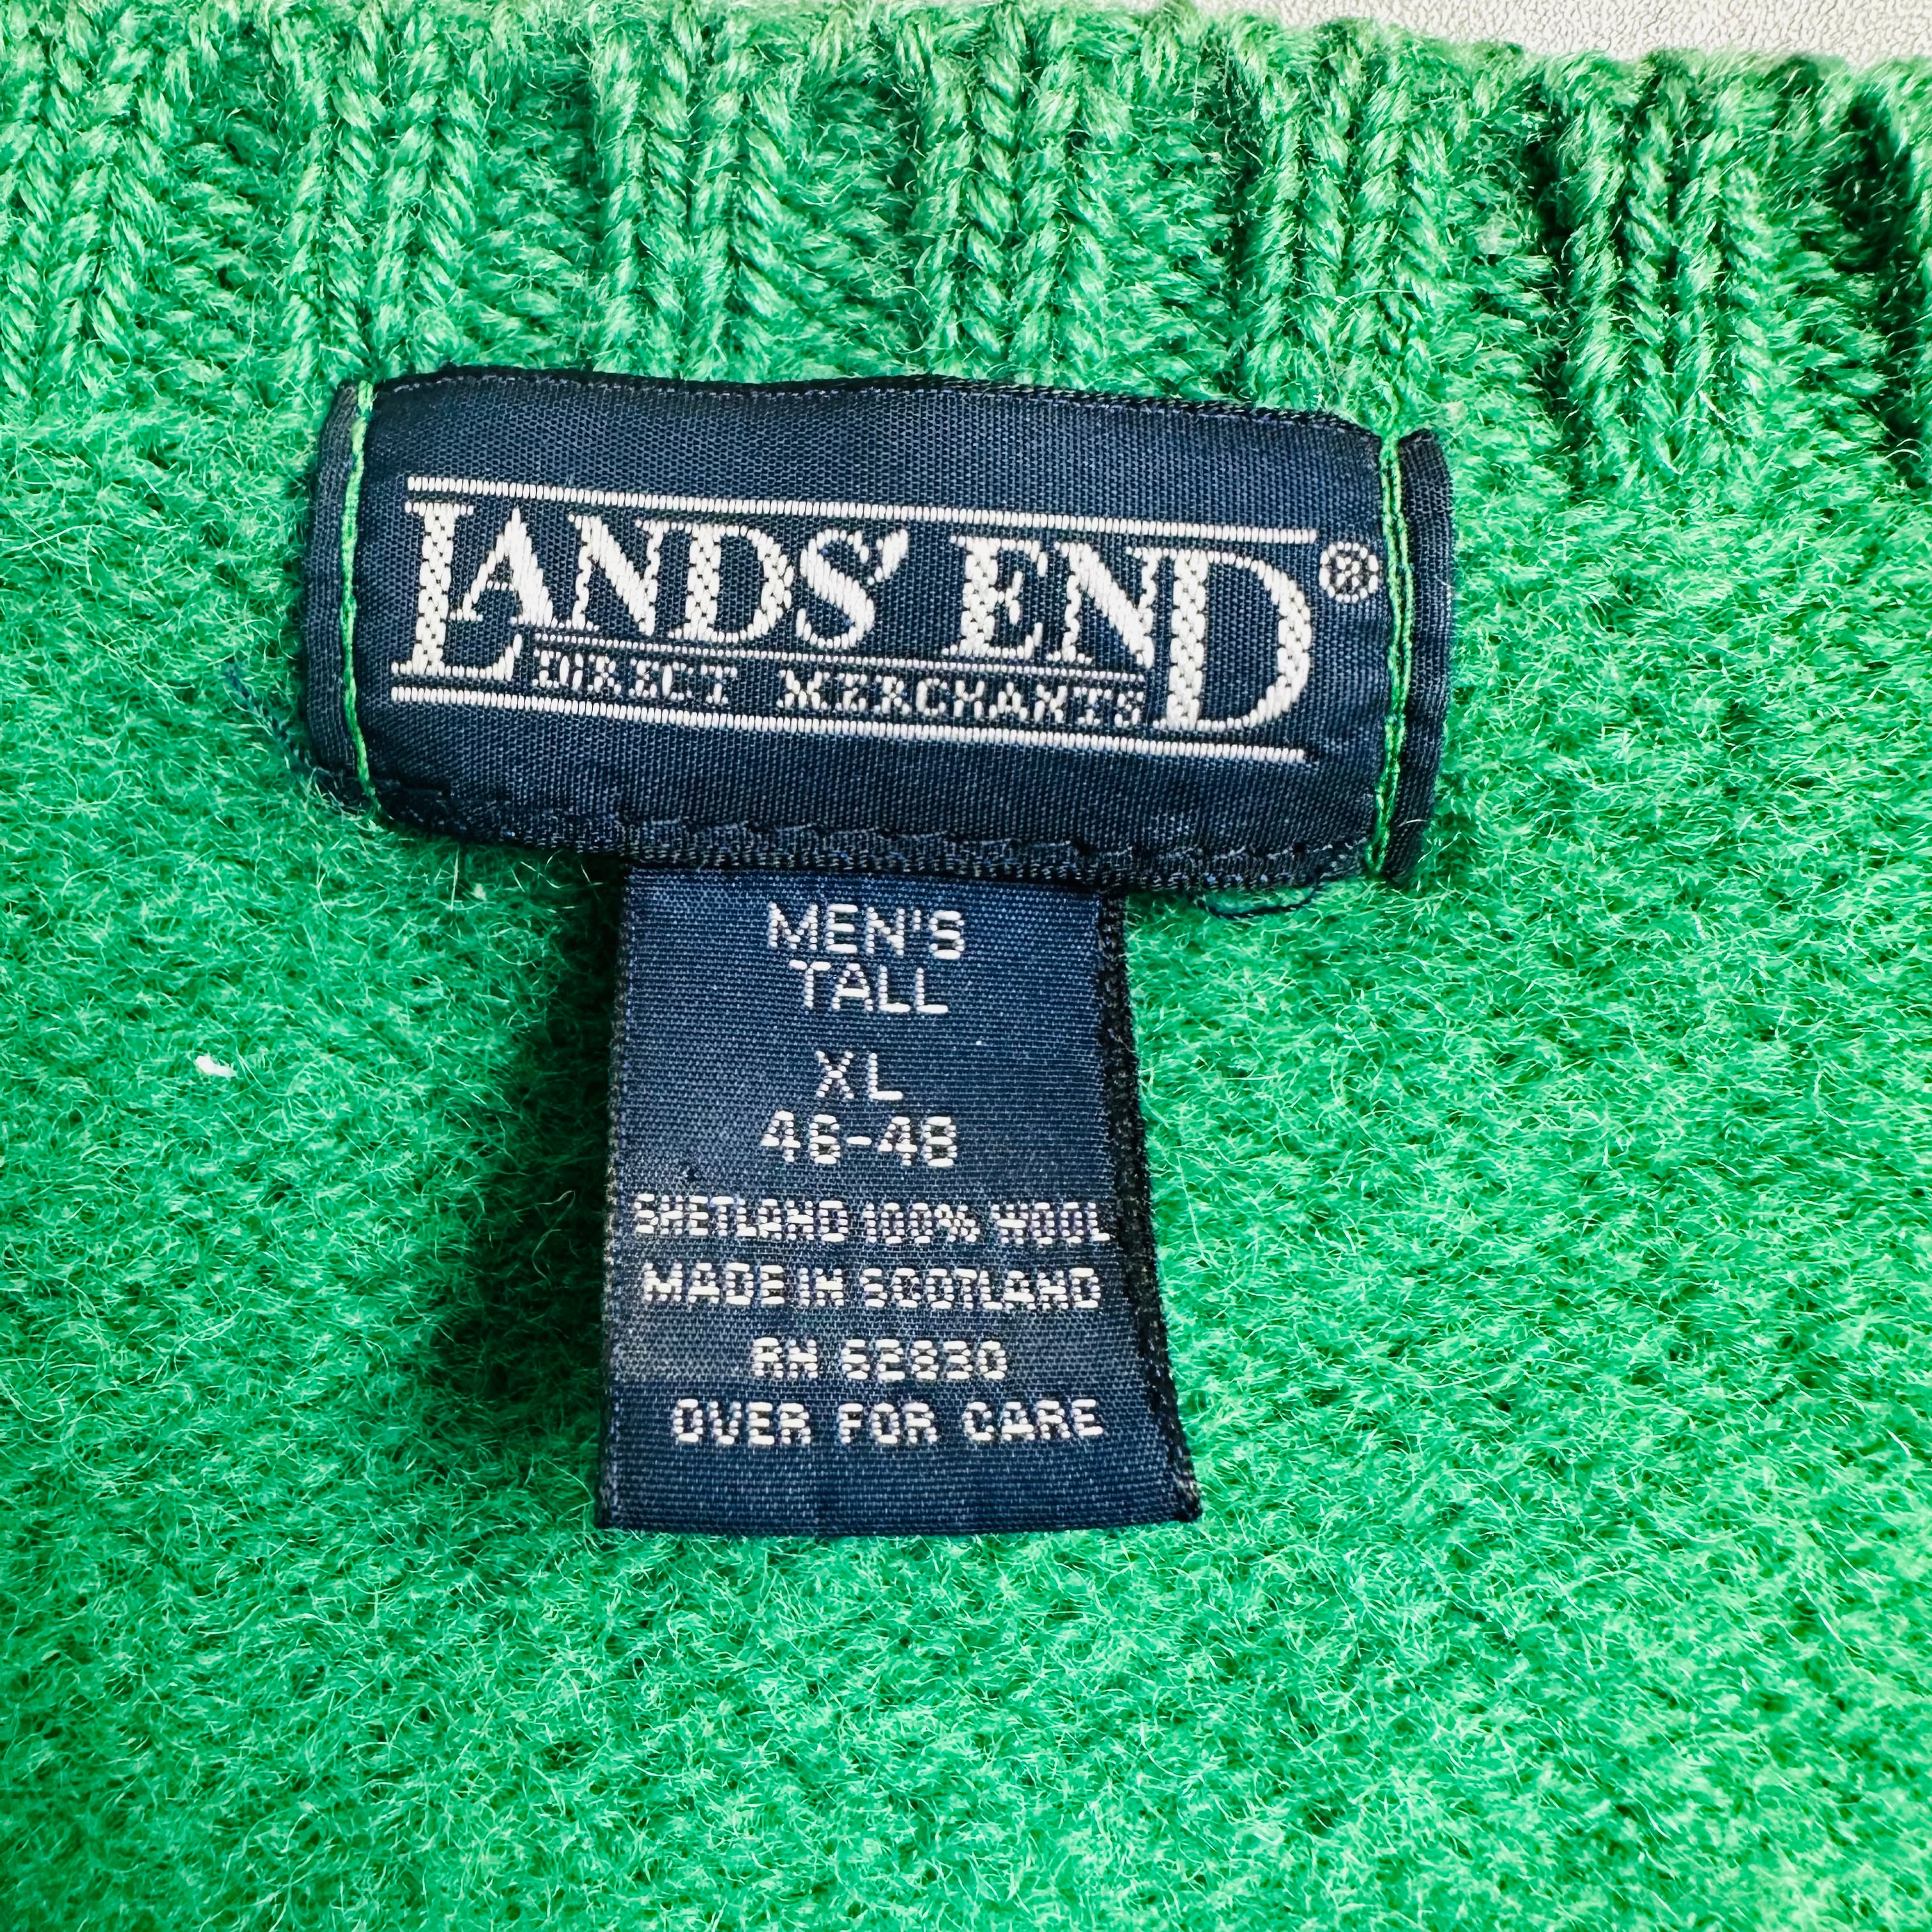 LANDS' END®
DIRECT MERCHANTS
MEN'S
TALL
XL
46-48
SHETLAND 100% WOOL
MADE IN SCOTLAND
RN 62830
OVER FOR CARE